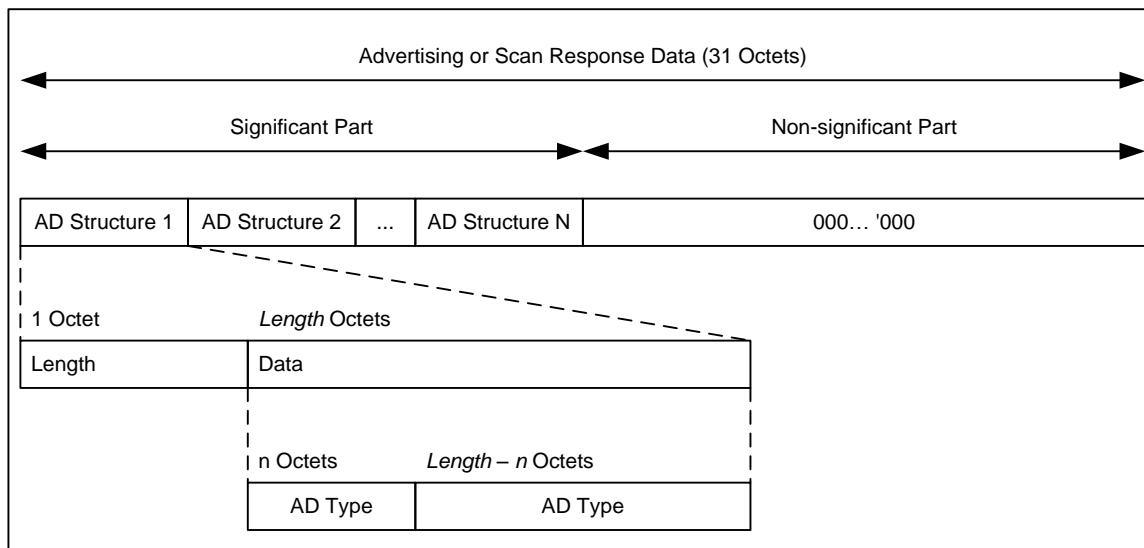 Advertising or Scan Response Data (31 Octets)
Significant Part Non-significant Part
AD Structure 1 AD Structure 2 ... AD Structure N 000… '000
1 Octet Length Octets
Length Data
n Octets Length – n Octets
AD Type AD Type